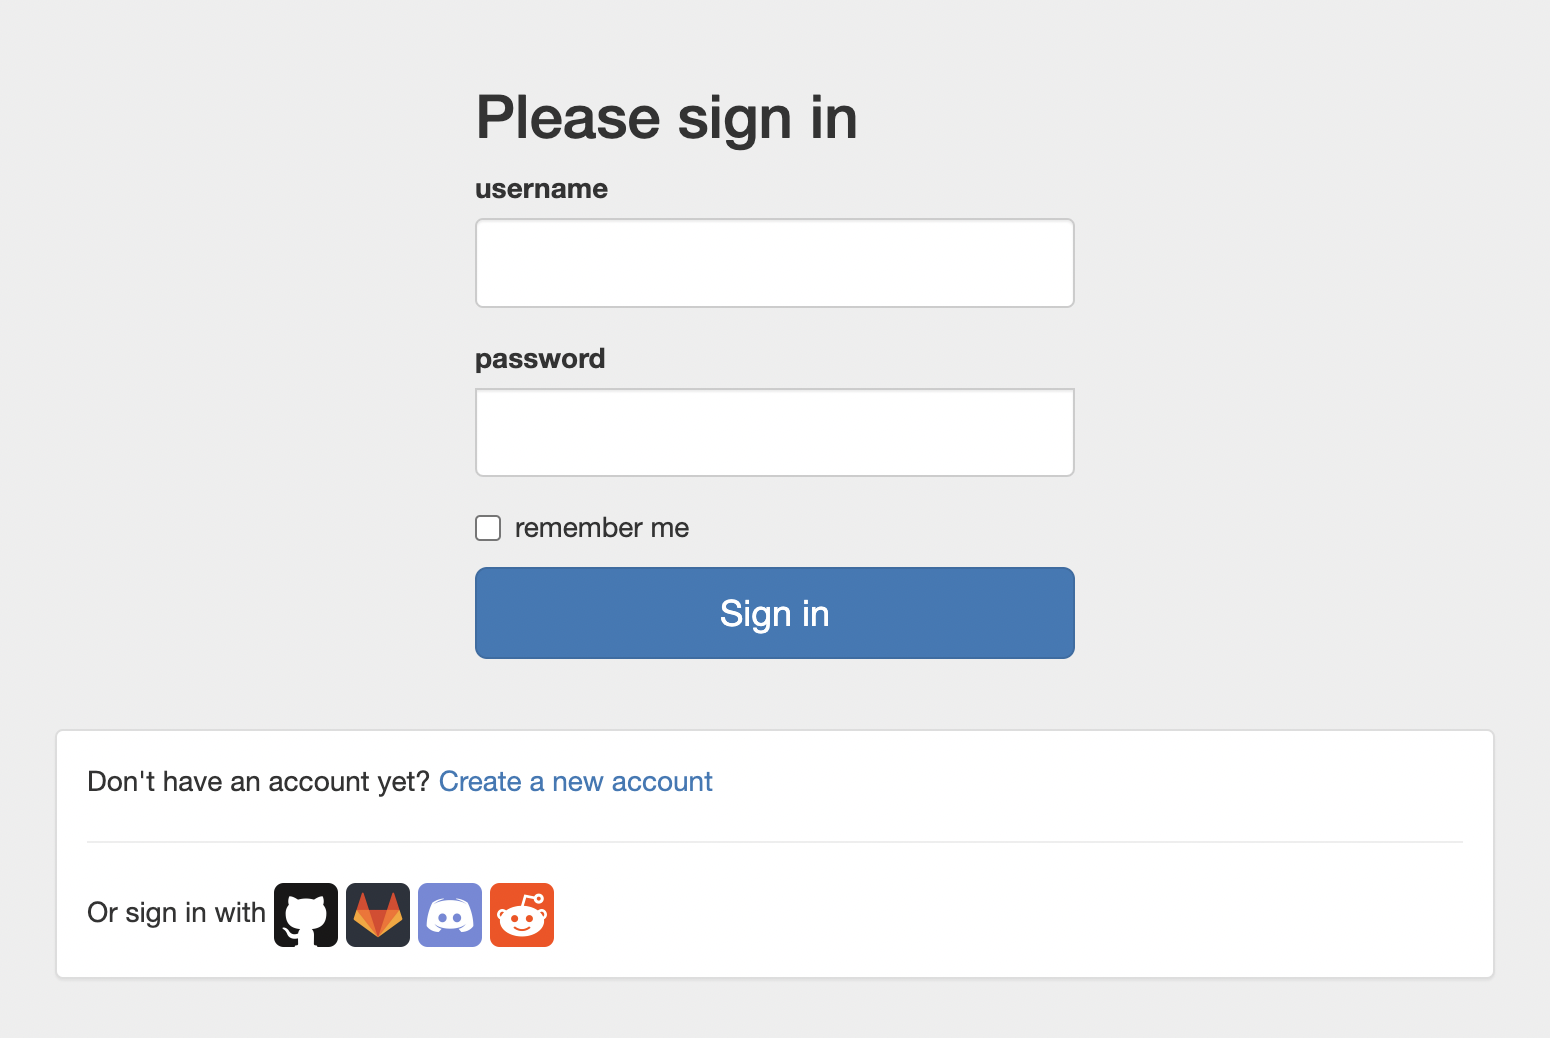 Please sign in
username
password
remember me
Sign in
Don't have an account yet? Create a new account
Or sign in with